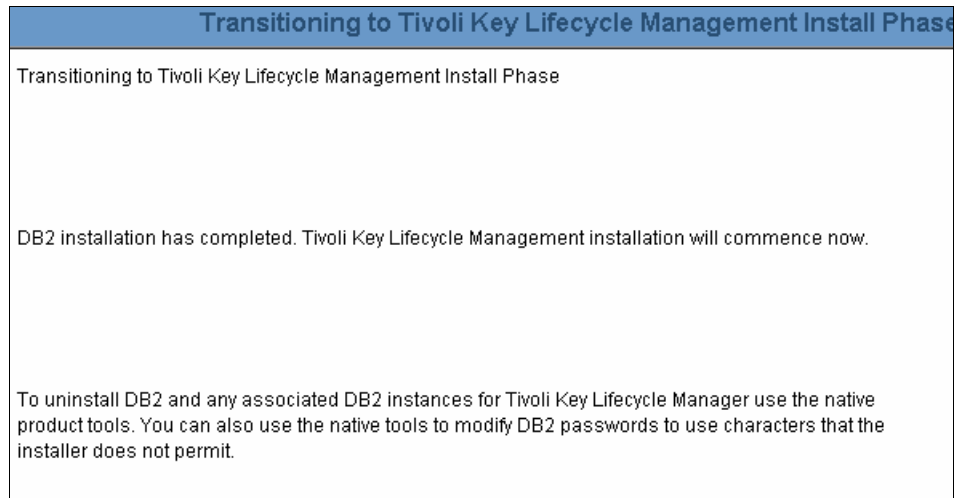 Transitioning to Tivoli Key Lifecycle Management Install Phase
Transitioning to Tivoli Key Lifecycle Management Install Phase
DB2 installation has completed. Tivoli Key Lifecycle Management installation will commence now.
To uninstall DB2 and any associated DB2 instances for Tivoli Key Lifecycle Manager use the native
product tools. You can also use the native tools to modify DB2 passwords to use characters that the
installer does not permit.